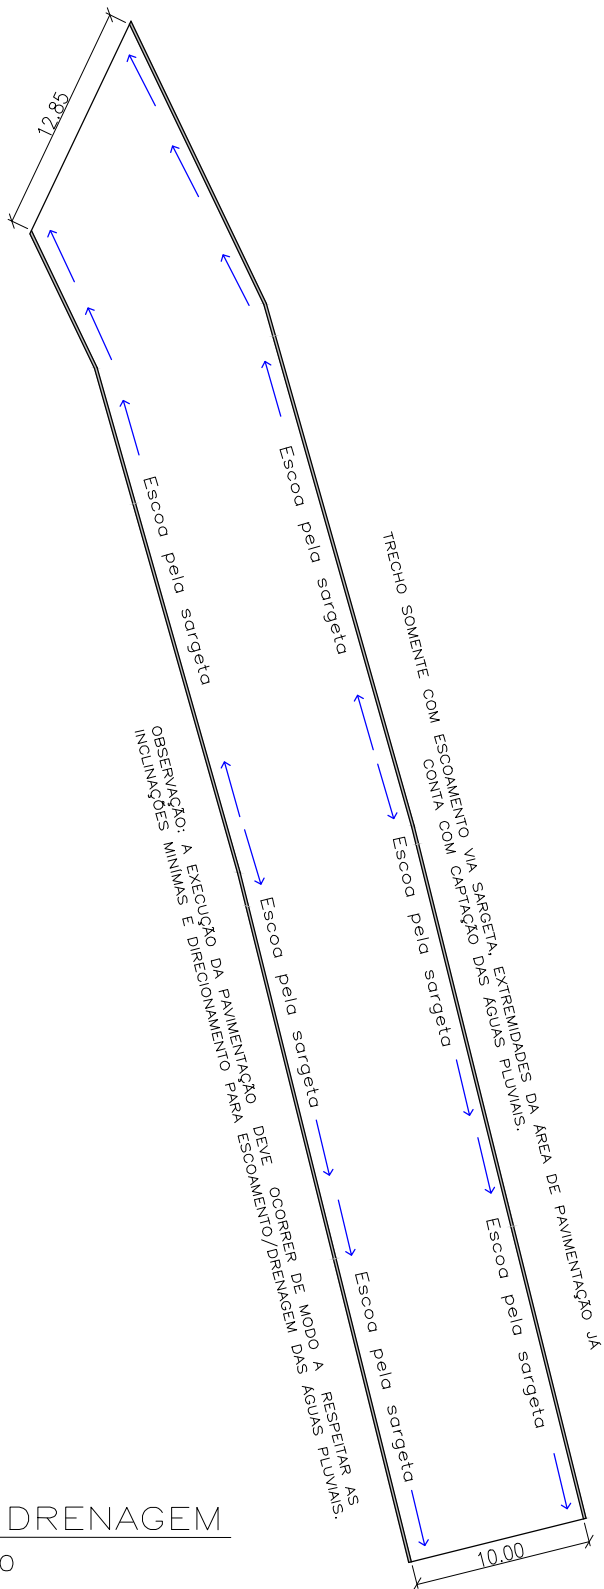 12.85
Escoa pela sargeta
Escoa pela sargeta
TRECHO SOMENTE COM ESCOAMENTO VIA SARGETA, EXTREMIDADES DA ÁREA DE PAVIMENTAÇÃO JÁ
CONTA COM CAPTAÇÃO DAS ÁGUAS PLUVIAIS.
OBSERVAÇÃO: A EXECUÇÃO DA PAVIMENTAÇÃO DEVE OCORRER DE MODO A RESPEITAR AS
INCLINAÇÕES MINIMAS E DIRECIONAMENTO PARA ESCOAMENTO/DRENAGEM DAS ÁGUAS PLUVIAIS.
Escoa pela sargeta
Escoa pela sargeta
Escoa pela sargeta
Escoa pela sargeta
DRENAGEM
O
10.00